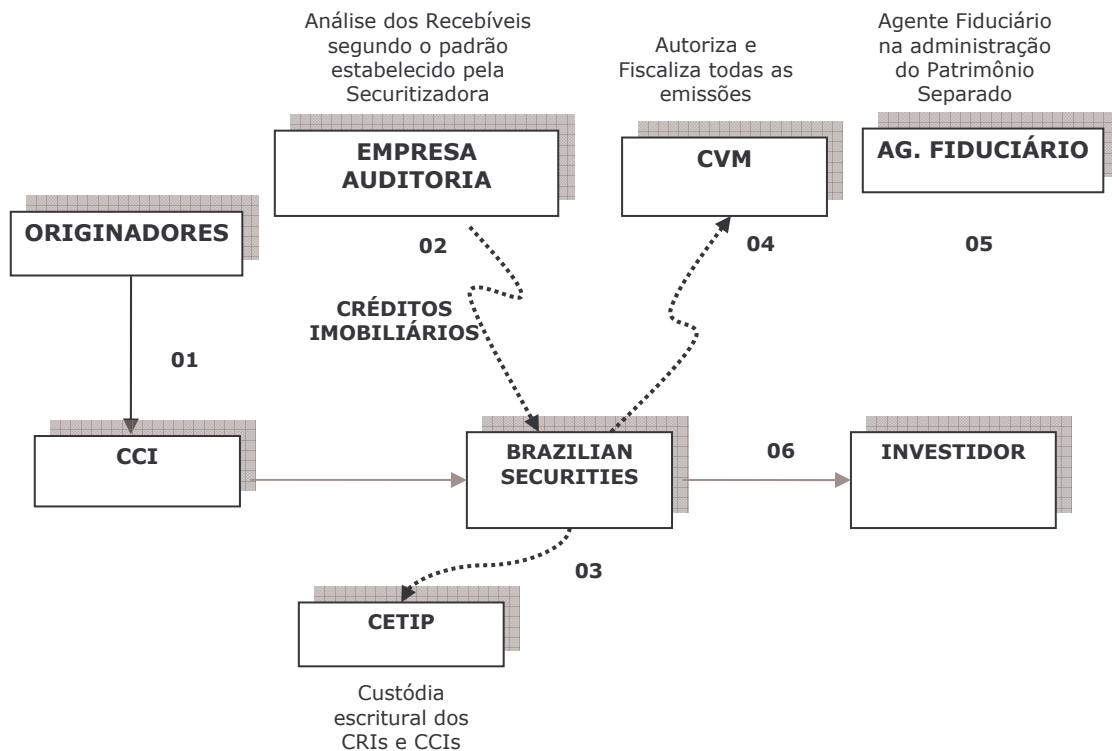 Análise dos Recebíveis
segundo o padrão
estabelecido pela
Securitizadora
Autoriza e
Fiscaliza todas as
emissões
Agente Fiduciário
na administração
do Patrimônio
Separado
EMPRESA
AUDITORIA
CVM
AG. FIDUCIÁRIO
ORIGINADORES
02
04
05
CRÉDITOS
IMOBILIÁRIOS
01
CCI
BRAZILIAN
SECURITIES
06
INVESTIDOR
03
CETIP
Custódia
escritural dos
CRIs e CCIs